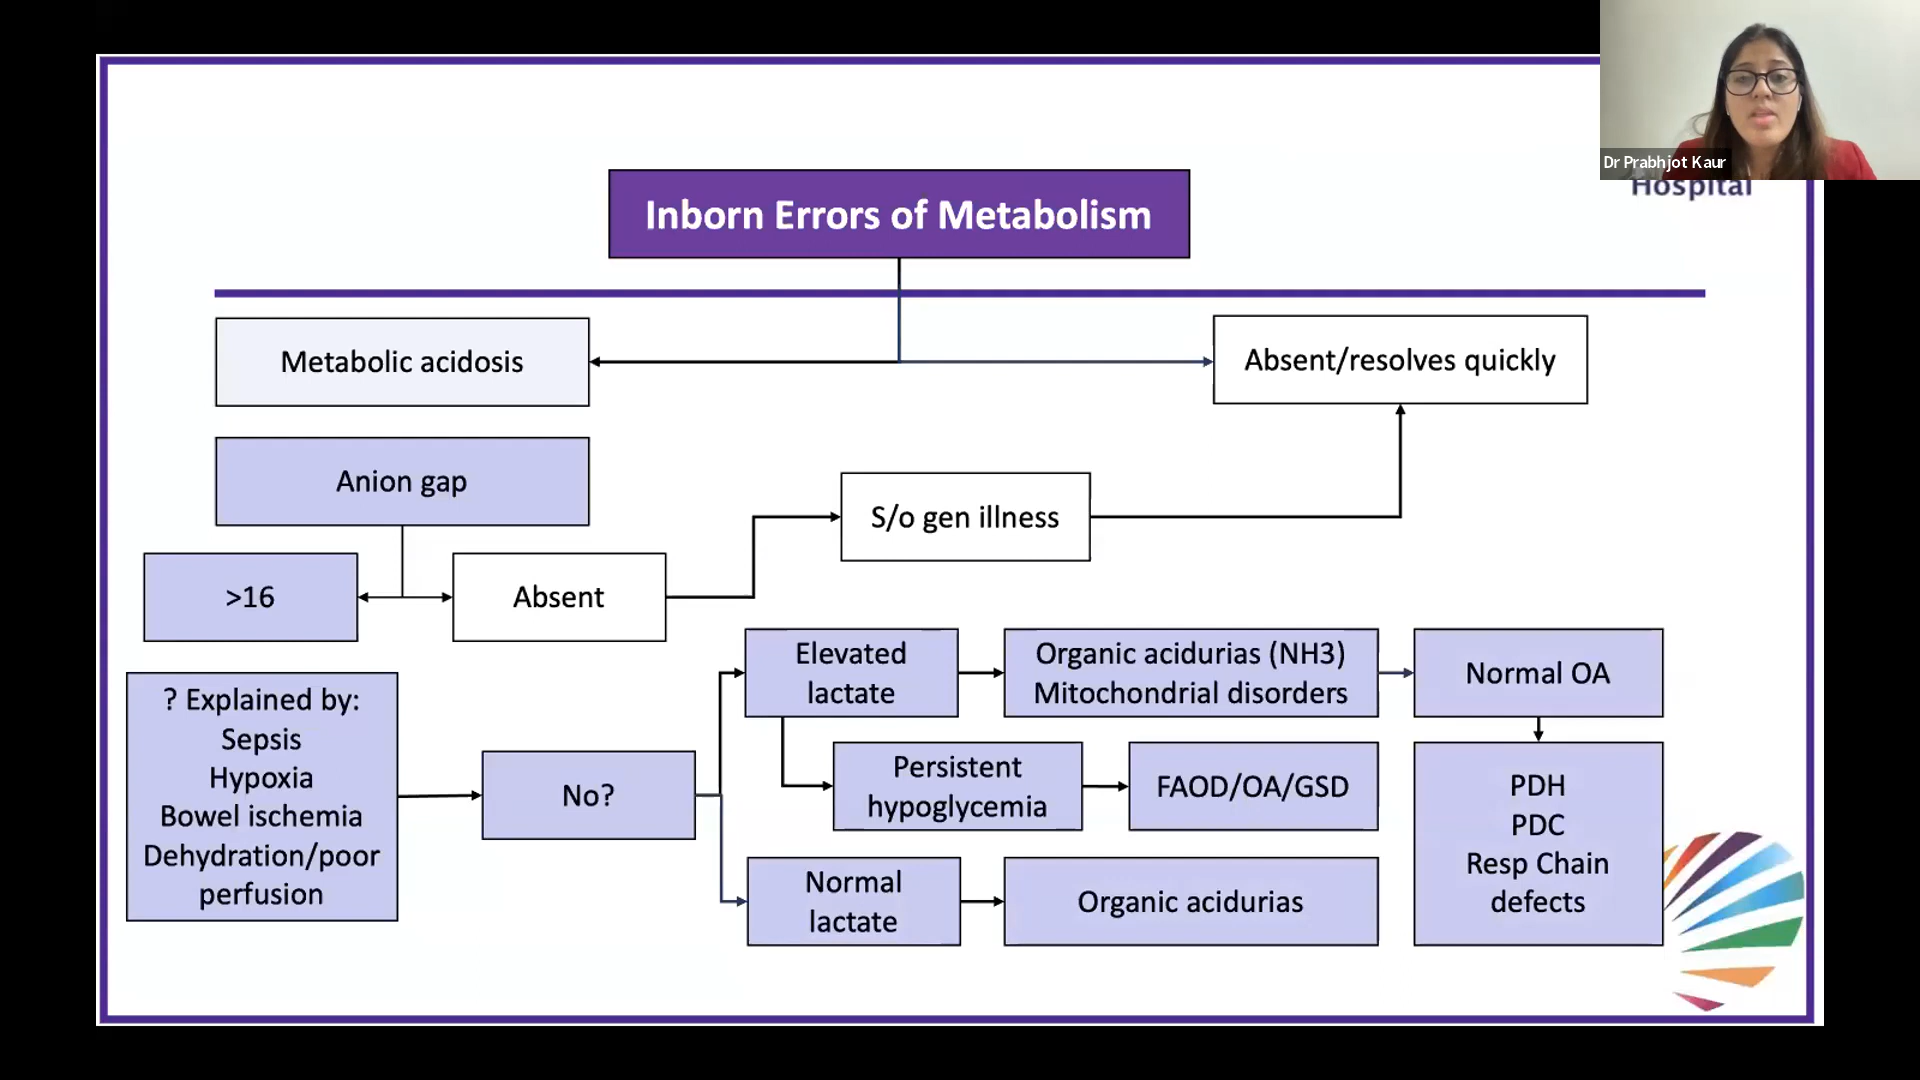 Dr Prabhjot Kaur
Hospital
Inborn Errors of Metabolism
Metabolic acidosis
Absent/resolves quickly
Anion gap
S/o gen illness
>16
Absent
? Explained by:
Sepsis
Hypoxia
Bowel ischemia
Dehydration/poor
perfusion
No?
Elevated
lactate
Organic acidurias (NH3)
Mitochondrial disorders
Normal OA
Persistent
hypoglycemia
FAOD/OA/GSD
PDH
PDC
Resp Chain
defects
Normal
lactate
Organic acidurias